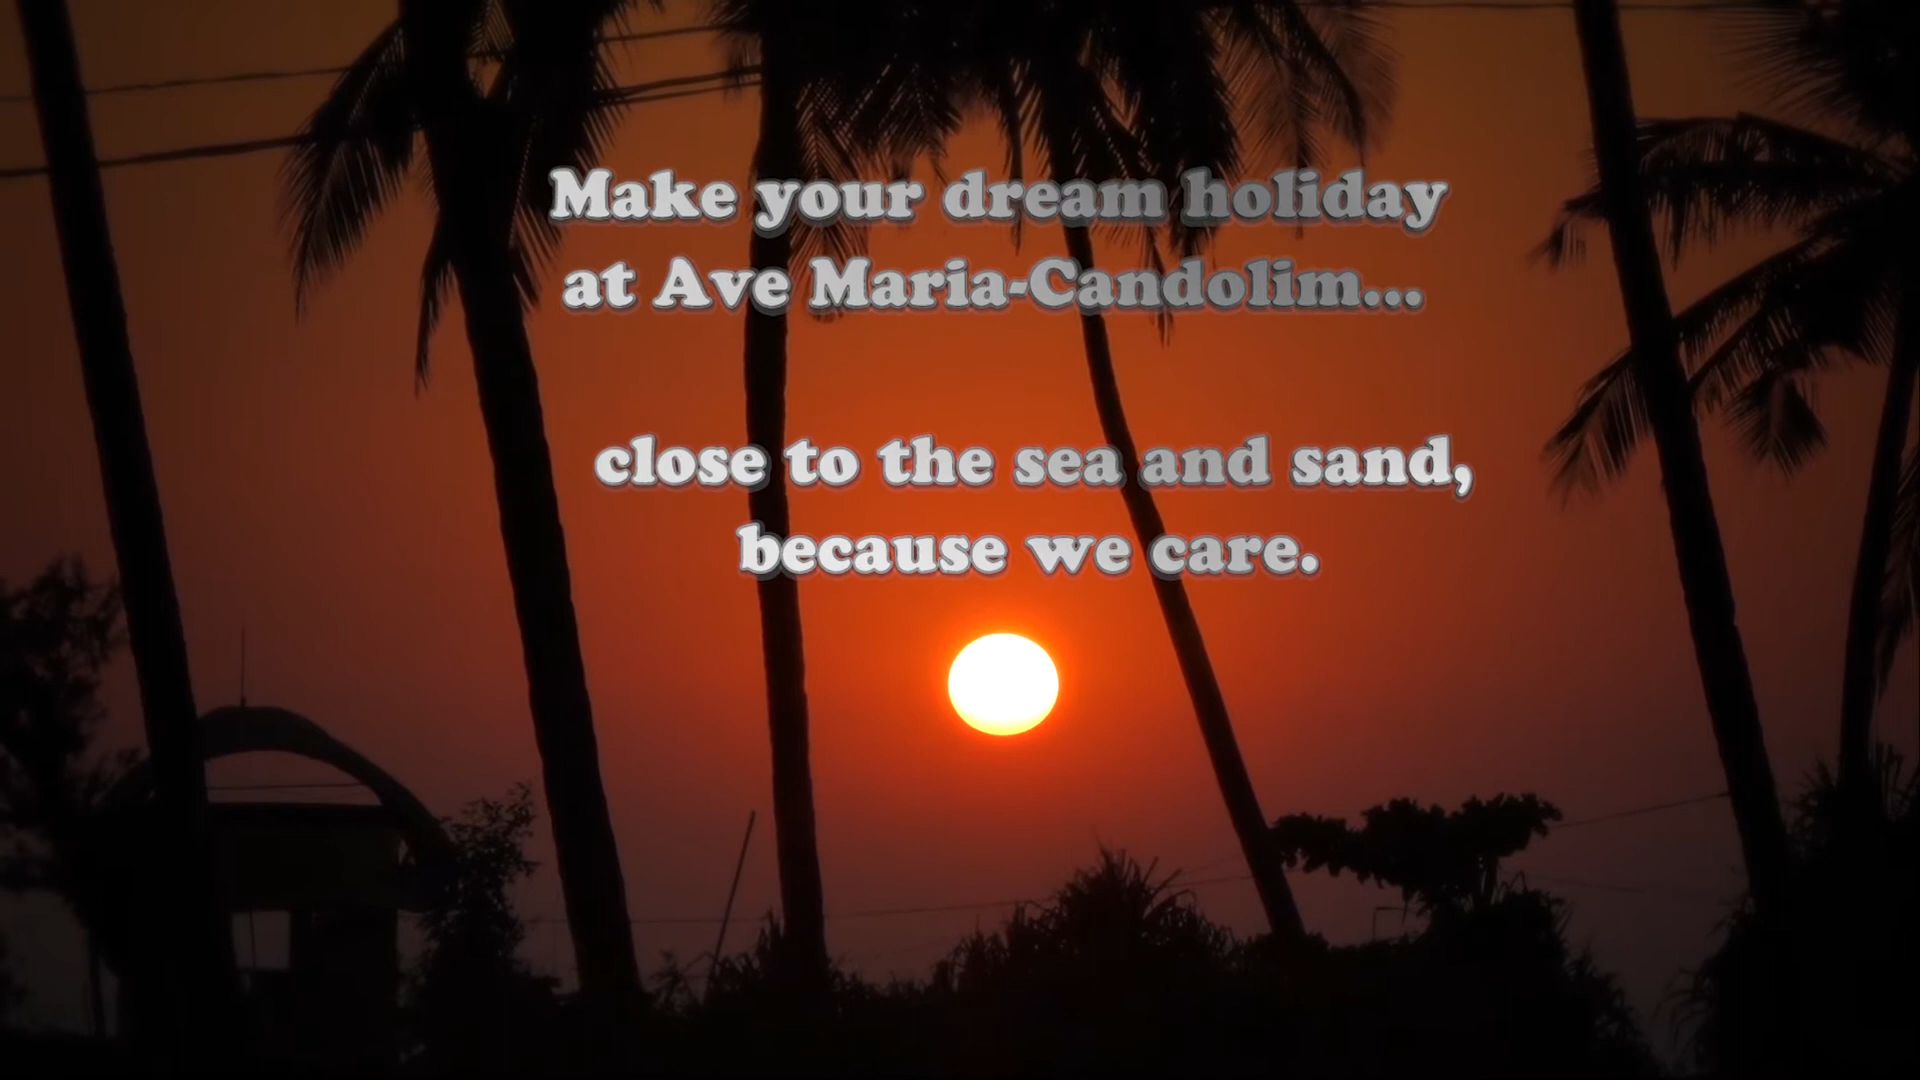 Make your dream holiday
at Ave Maria-Candolim...
close to the sea and sand,
because we care.